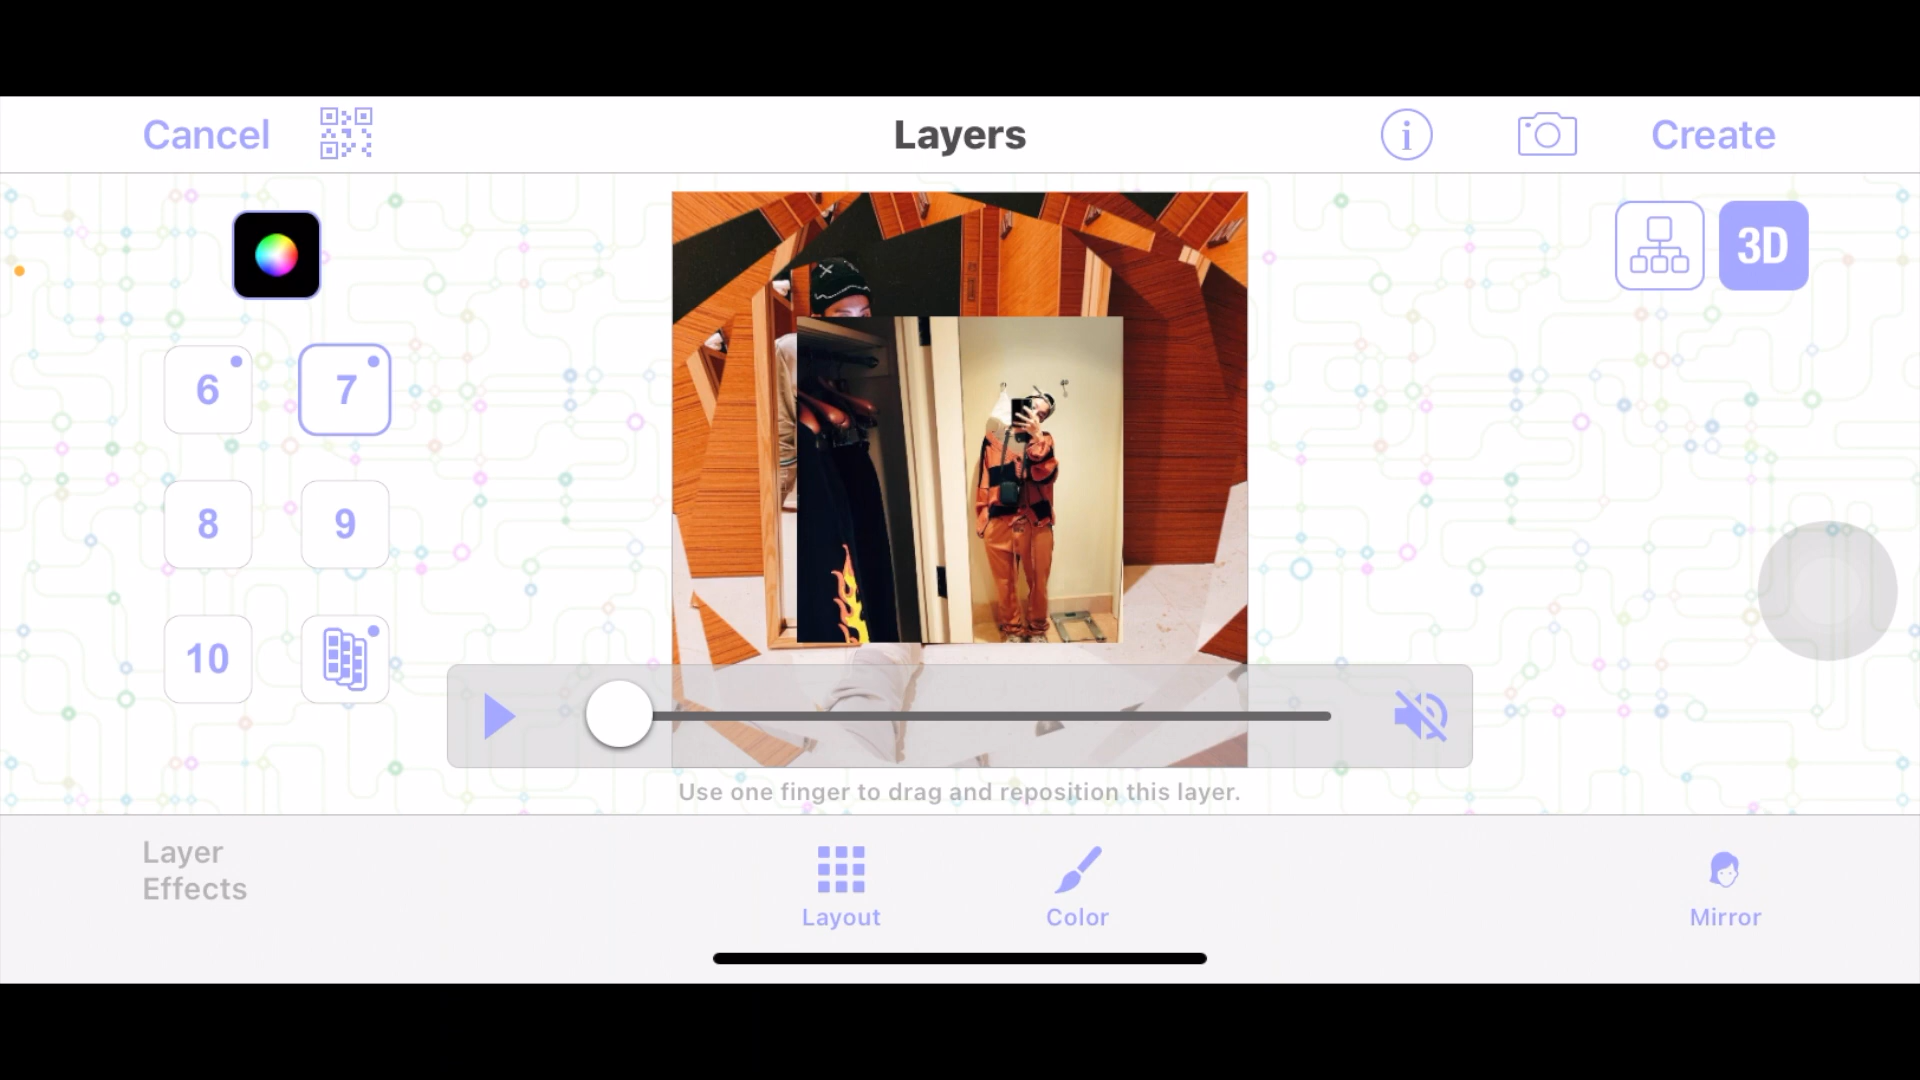 Cancel
Layers
Create
3D
6
7
8
9
10
Use one finger to drag and reposition this layer.
Layer
Effects
Layout
Color
Mirror